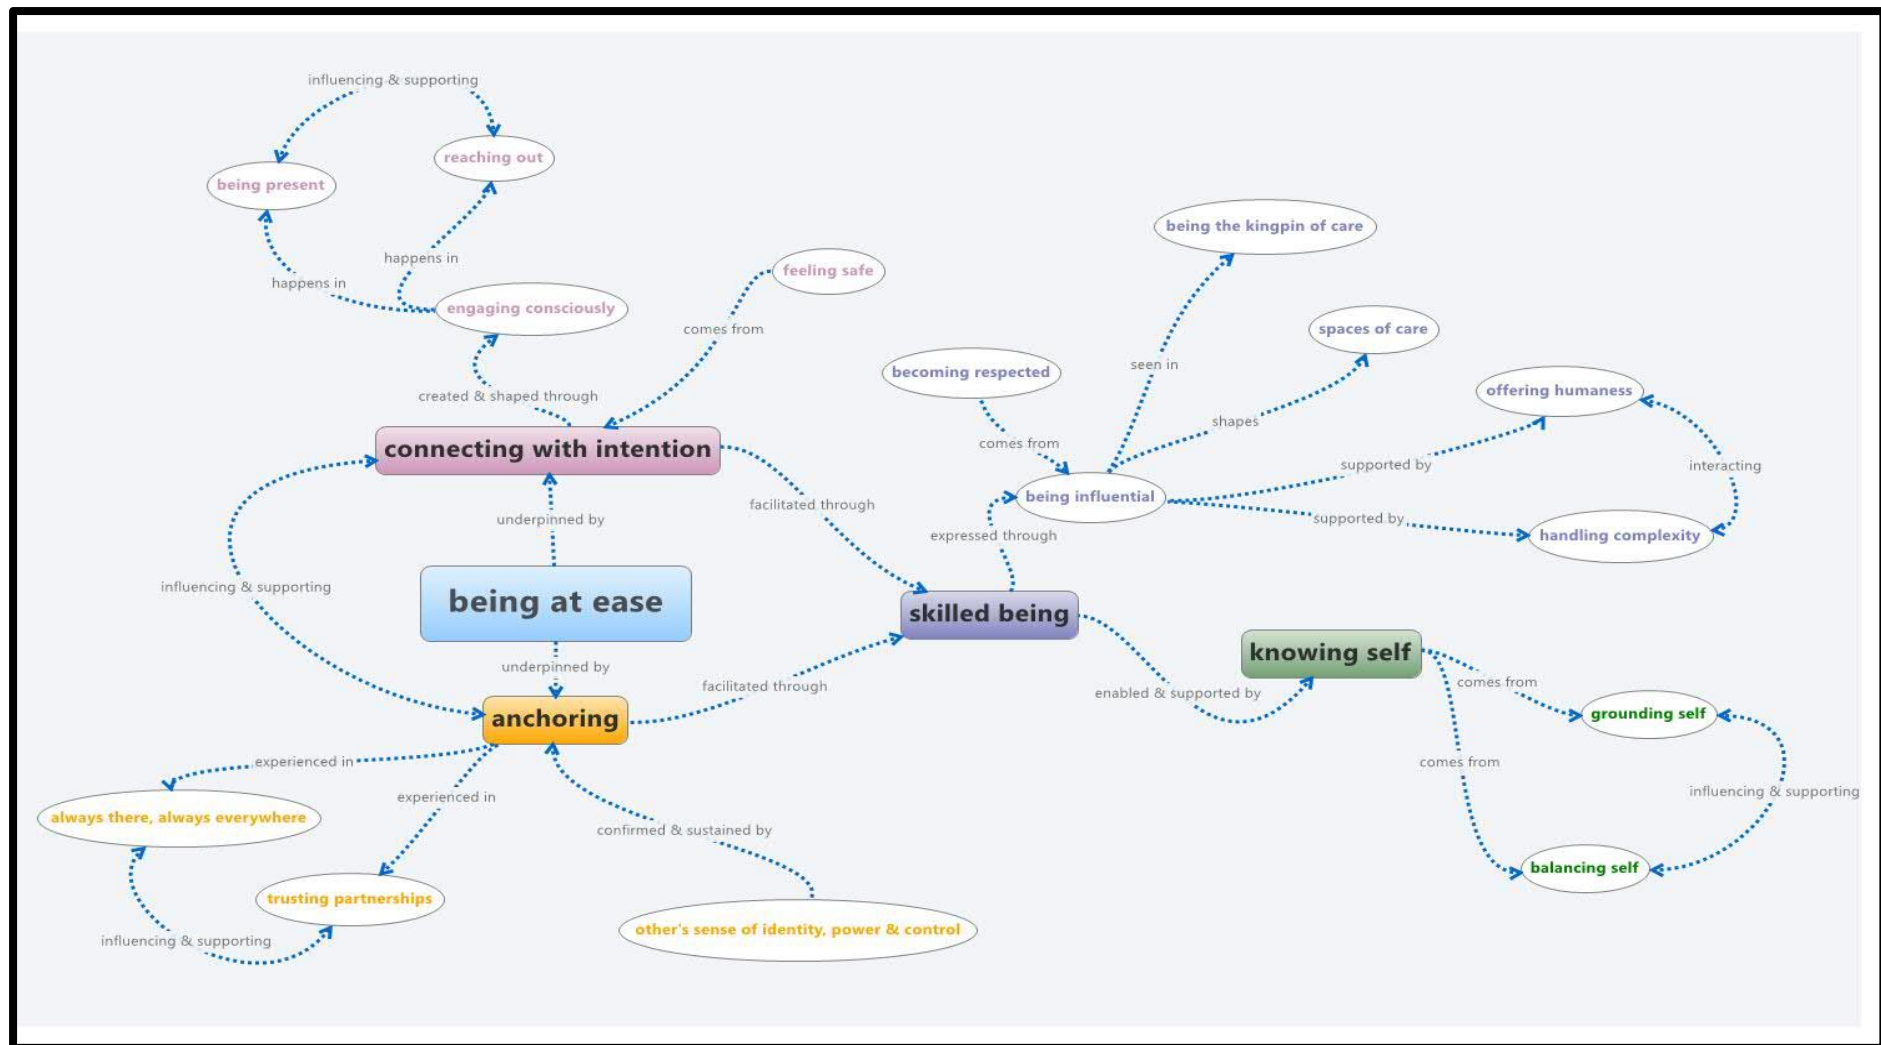 influencing & supporting
reaching out
being present
being the kingpin of care
happens in
feeling safe
happens in
engaging consciously
comes from
spaces of care
seen in
becoming respected
offering humaness
created & shaped through
shapes
connecting with intention
comes from
supported by
interacting
being influential
facilitated through
underpinned by
supported by
expressed through
handling complexity
influencing & supporting
being at ease
skilled being
knowing self
underpinned by
facilitated through
enabled & supported by
comes from
grounding self
anchoring
experienced in
comes from
influencing & supporting
experienced in
always there, always everywhere
confirmed & sustained by
balancing self
trusting partnerships
other's sense of identity, power & control
influencing & supporting